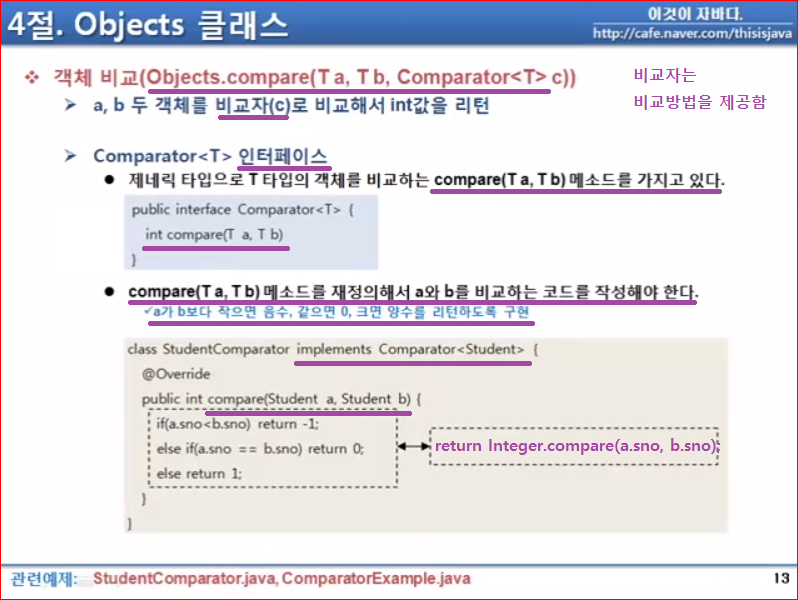 4절. Objects 클래스
이것이 자바다.
http://cafe.naver.com/thisisjava
객체 비교(Objects.compare(T a, T b, Comparator<T> c))
비교자는
비교방법을 제공함
a, b 두 객체를 비교자(c)로 비교해서 int값을 리턴
Comparator<T> 인터페이스
제네릭 타입으로 T 타입의 객체를 비교하는 compare(T a, T b) 메소드를 가지고 있다.
public interface Comparator<T> {
int compare(T a, T b)
}
compare(T a, T b) 메소드를 재정의해서 a와 b를 비교하는 코드를 작성해야 한다.
✓a가 b보다 작으면 음수, 같으면 0, 크면 양수를 리턴하도록 구현
class StudentComparator implements Comparator<Student> {
@Override
public int compare(Student a, Student b) {
if(a.sno<b.sno) return -1;
else if(a.sno == b.sno) return 0;
else return 1;
return Integer.compare(a.sno, b.sno);
}
}
관련예제: StudentComparator.java, ComparatorExample.java
13